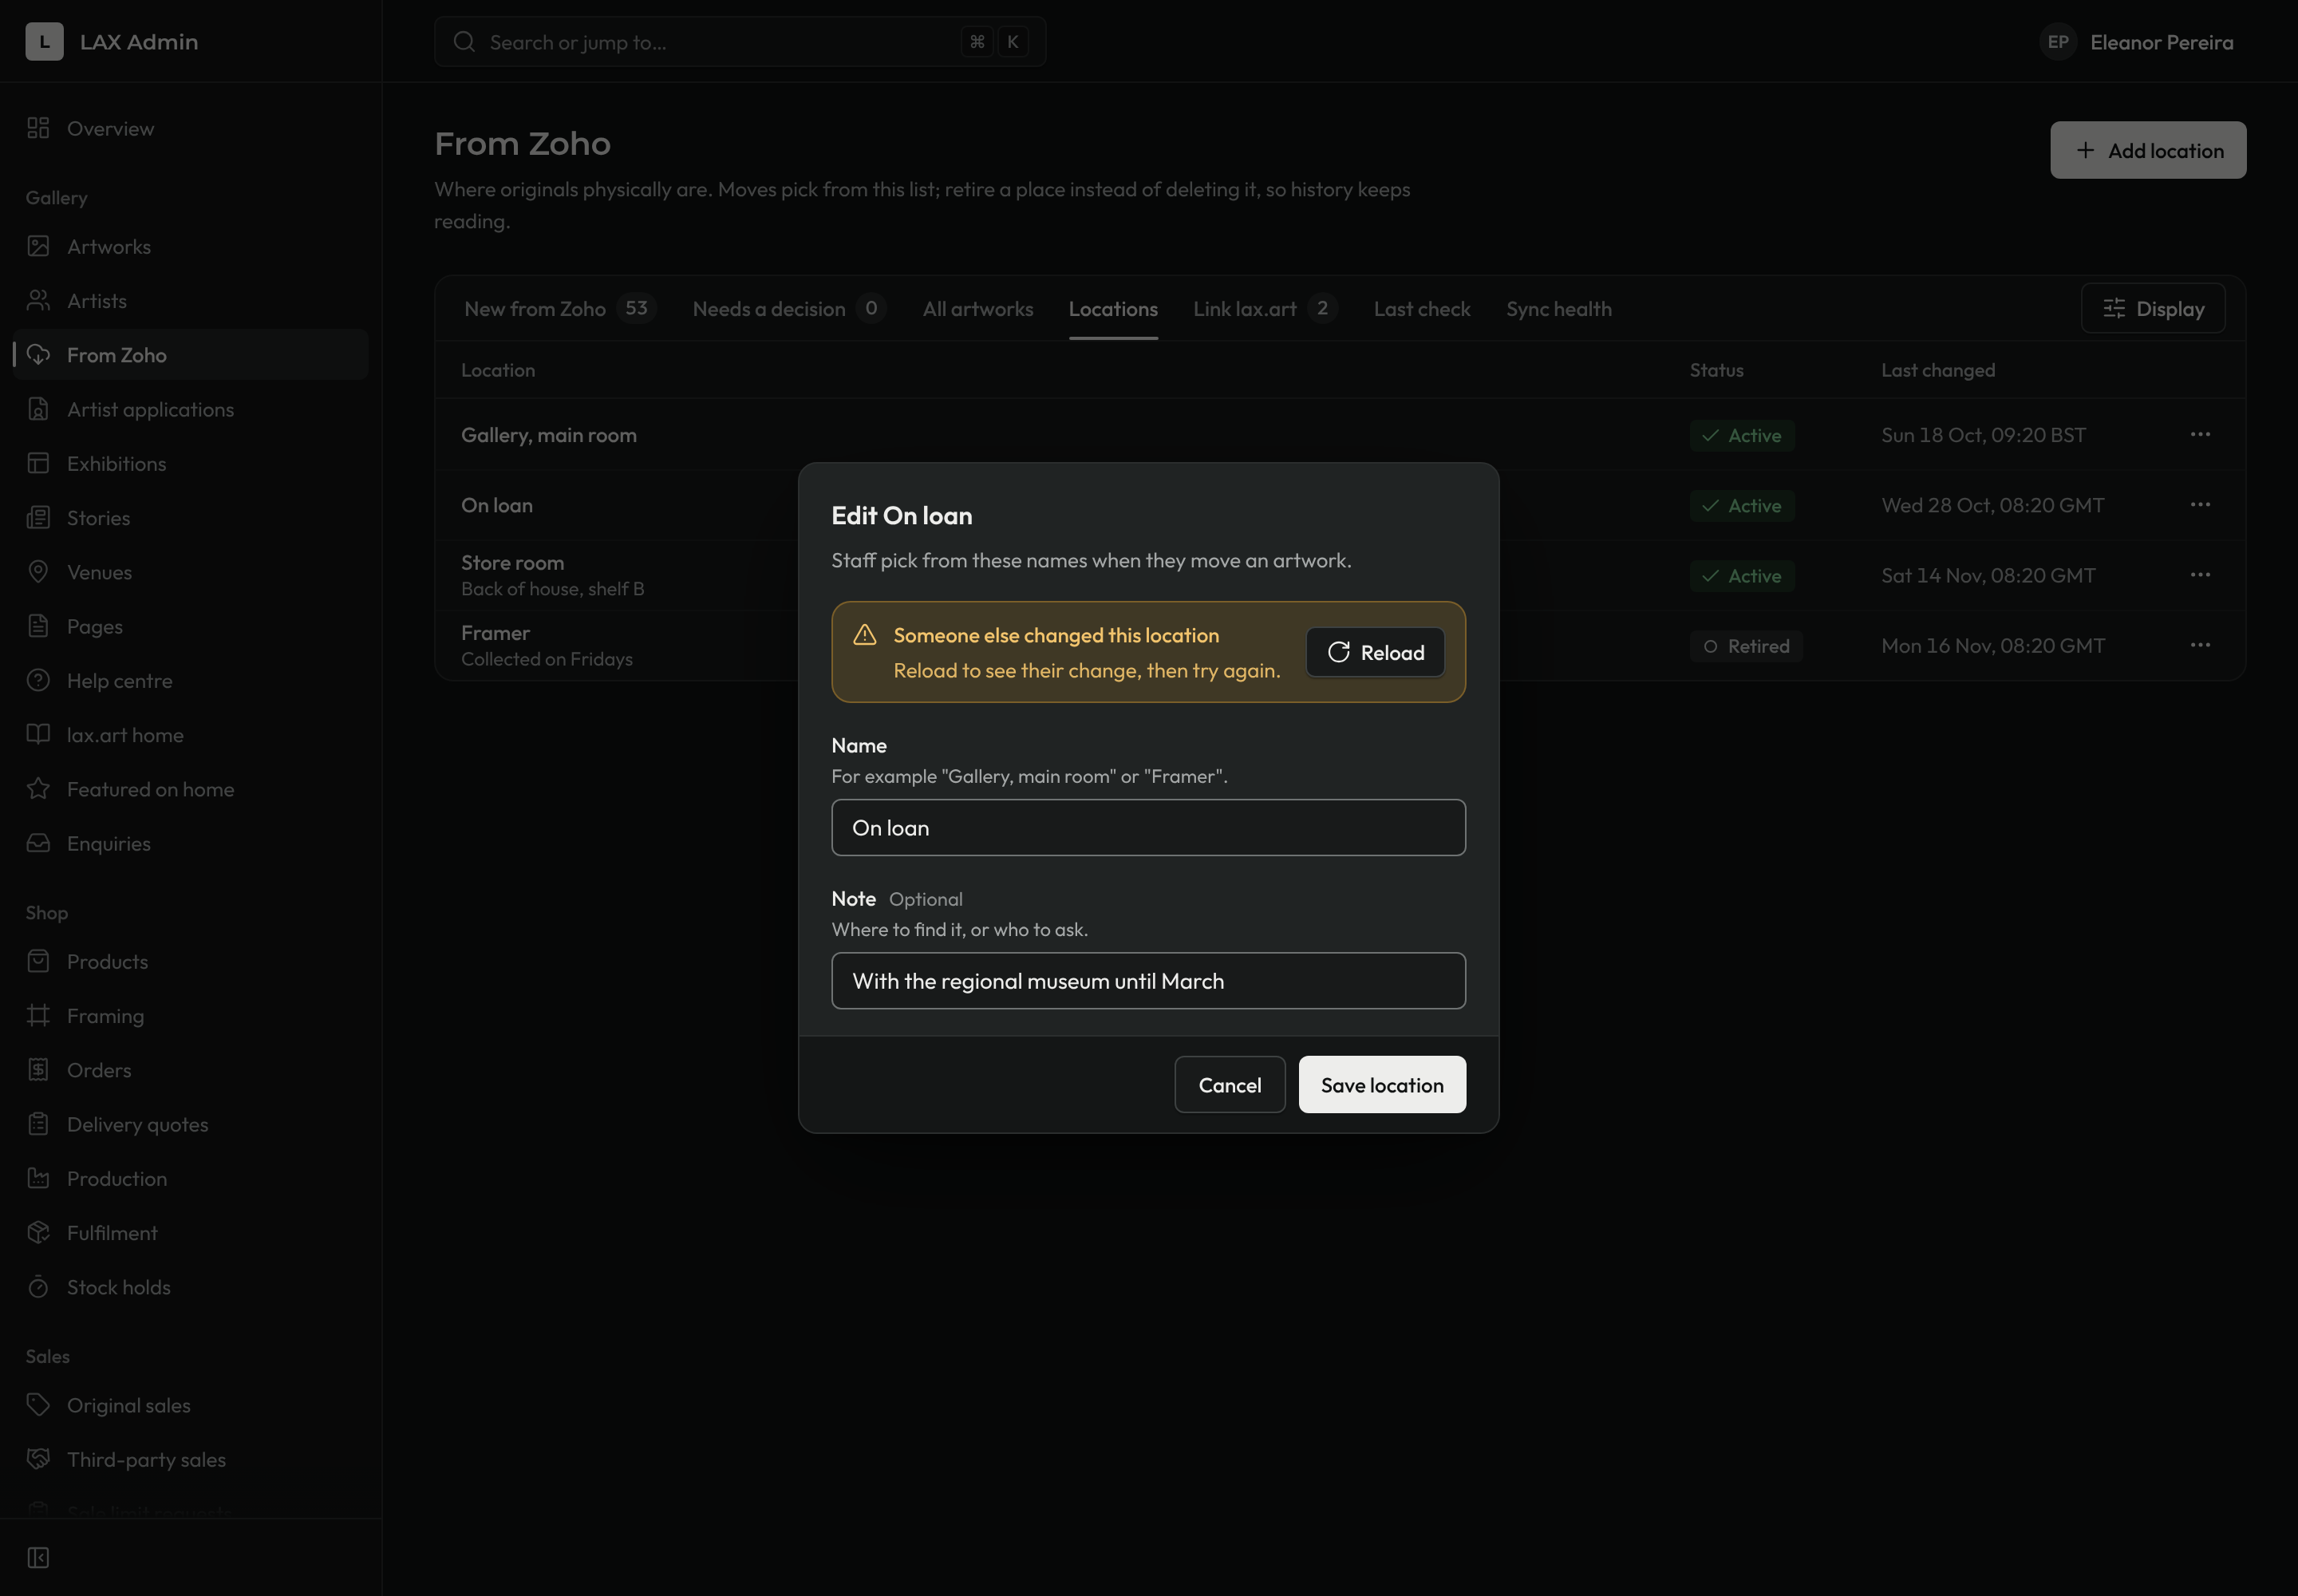 L LAX Admin
Search or jump to... ⌘ K
EP Eleanor Pereira
Overview
Gallery
Artworks
Artists
From Zoho
Artist applications
Exhibitions
Stories
Venues
Pages
Help centre
lax.art home
Featured on home
Enquiries
Shop
Products
Framing
Orders
Delivery quotes
Production
Fulfilment
Stock holds
Sales
Original sales
Third-party sales
Sale limit requests
From Zoho
Where originals physically are. Moves pick from this list; retire a place instead of deleting it, so history keeps
reading.
Add location
New from Zoho 53 Needs a decision 0 All artworks Locations Link lax.art 2 Last check Sync health Display
Location Status Last changed
Gallery, main room Active Sun 18 Oct, 09:20 BST
On loan Active Wed 28 Oct, 08:20 GMT
Store room
Back of house, shelf B
Active Sat 14 Nov, 08:20 GMT
Framer
Collected on Fridays
Retired Mon 16 Nov, 08:20 GMT
Edit On loan
Staff pick from these names when they move an artwork.
Someone else changed this location
Reload to see their change, then try again.
Reload
Name
For example "Gallery, main room" or "Framer".
On loan
Note Optional
Where to find it, or who to ask.
With the regional museum until March
Cancel Save location